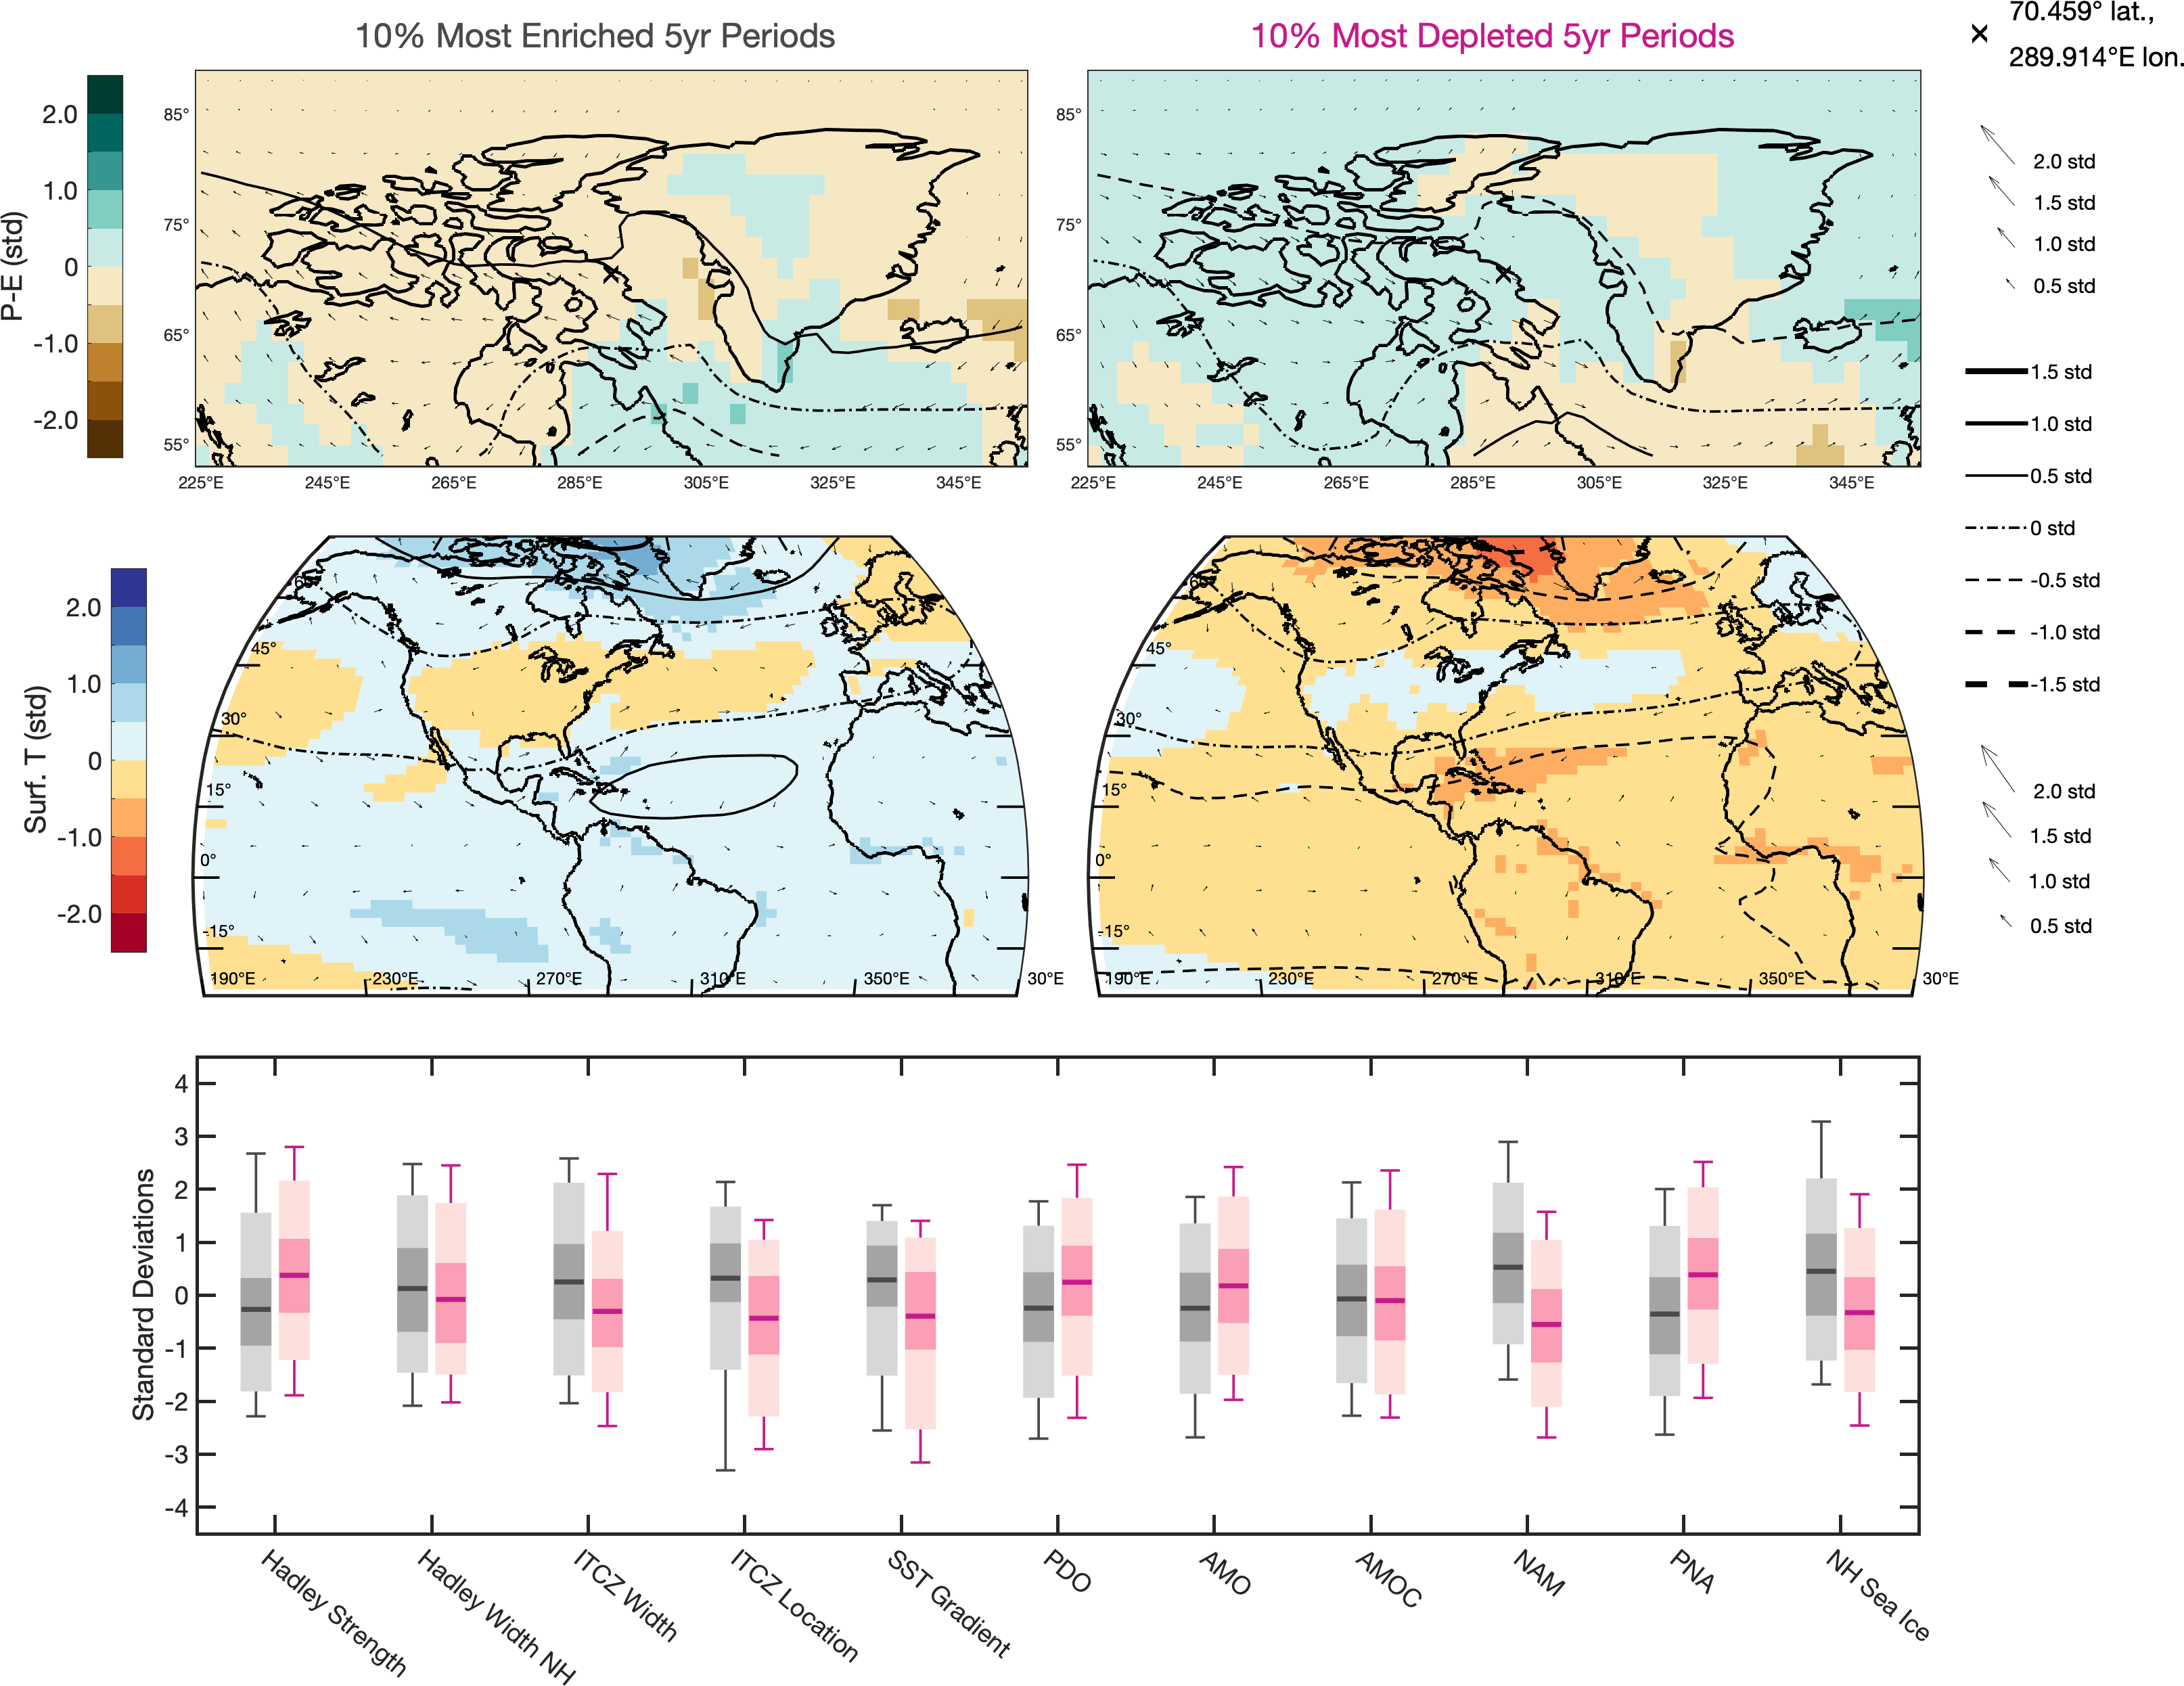 10% Most Enriched 5yr Periods
10% Most Depleted 5yr Periods
70.459° lat.,
289.914°E lon.
P-E (std)
2.0
1.0
0
-1.0
-2.0
85°
75°
65°
55°
225°E 245°E 265°E 285°E 305°E 325°E 345°E
85°
75°
65°
55°
225°E 245°E 265°E 285°E 305°E 325°E 345°E
2.0 std
1.5 std
1.0 std
0.5 std
1.5 std
1.0 std
0.5 std
0 std
-0.5 std
-1.0 std
-1.5 std
Surf. T (std)
2.0
1.0
0
-1.0
-2.0
60°
45°
30°
15°
0°
-15°
190°E 230°E 270°E 310°E 350°E 30°E
60°
45°
30°
15°
0°
-15°
190°E 230°E 270°E 310°E 350°E 30°E
2.0 std
1.5 std
1.0 std
0.5 std
Standard Deviations
4
3
2
1
0
-1
-2
-3
-4
Hadley Strength
Hadley Width NH
ITCZ Width
ITCZ Location
SST Gradient
PDO
AMO
AMOC
NAM
PNA
NH Sea Ice